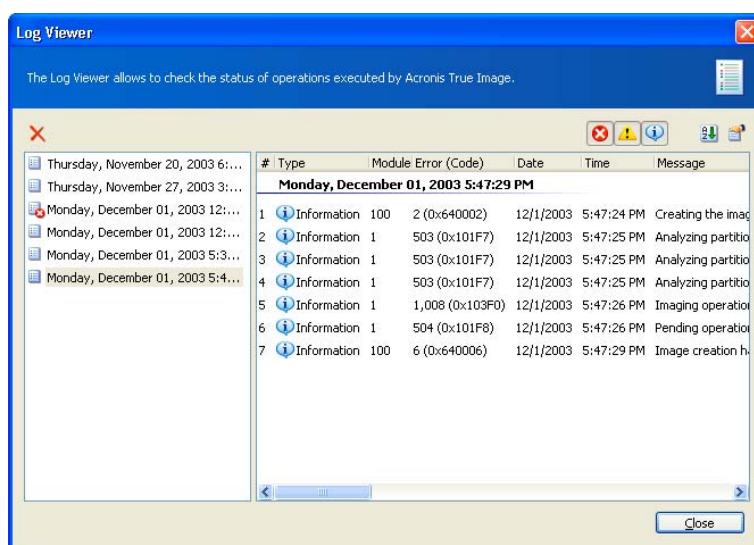 Log Viewer
The Log Viewer allows to check the status of operations executed by Acronis True Image.
Thursday, November 20, 2003 6:...
Thursday, November 27, 2003 3:...
Monday, December 01, 2003 12:...
Monday, December 01, 2003 12:...
Monday, December 01, 2003 5:3...
Monday, December 01, 2003 5:4...
# Type Module Error (Code) Date Time Message
Monday, December 01, 2003 5:47:29 PM
1 Information 100 2 (0x640002) 12/1/2003 5:47:24 PM Creating the imag
2 Information 1 503 (0x101F7) 12/1/2003 5:47:25 PM Analyzing partitio
3 Information 1 503 (0x101F7) 12/1/2003 5:47:25 PM Analyzing partitio
4 Information 1 503 (0x101F7) 12/1/2003 5:47:25 PM Analyzing partitio
5 Information 1 1,008 (0x103F0) 12/1/2003 5:47:26 PM Imaging operatio
6 Information 1 504 (0x101F8) 12/1/2003 5:47:26 PM Pending operatio
7 Information 100 6 (0x640006) 12/1/2003 5:47:29 PM Image creation h
Close